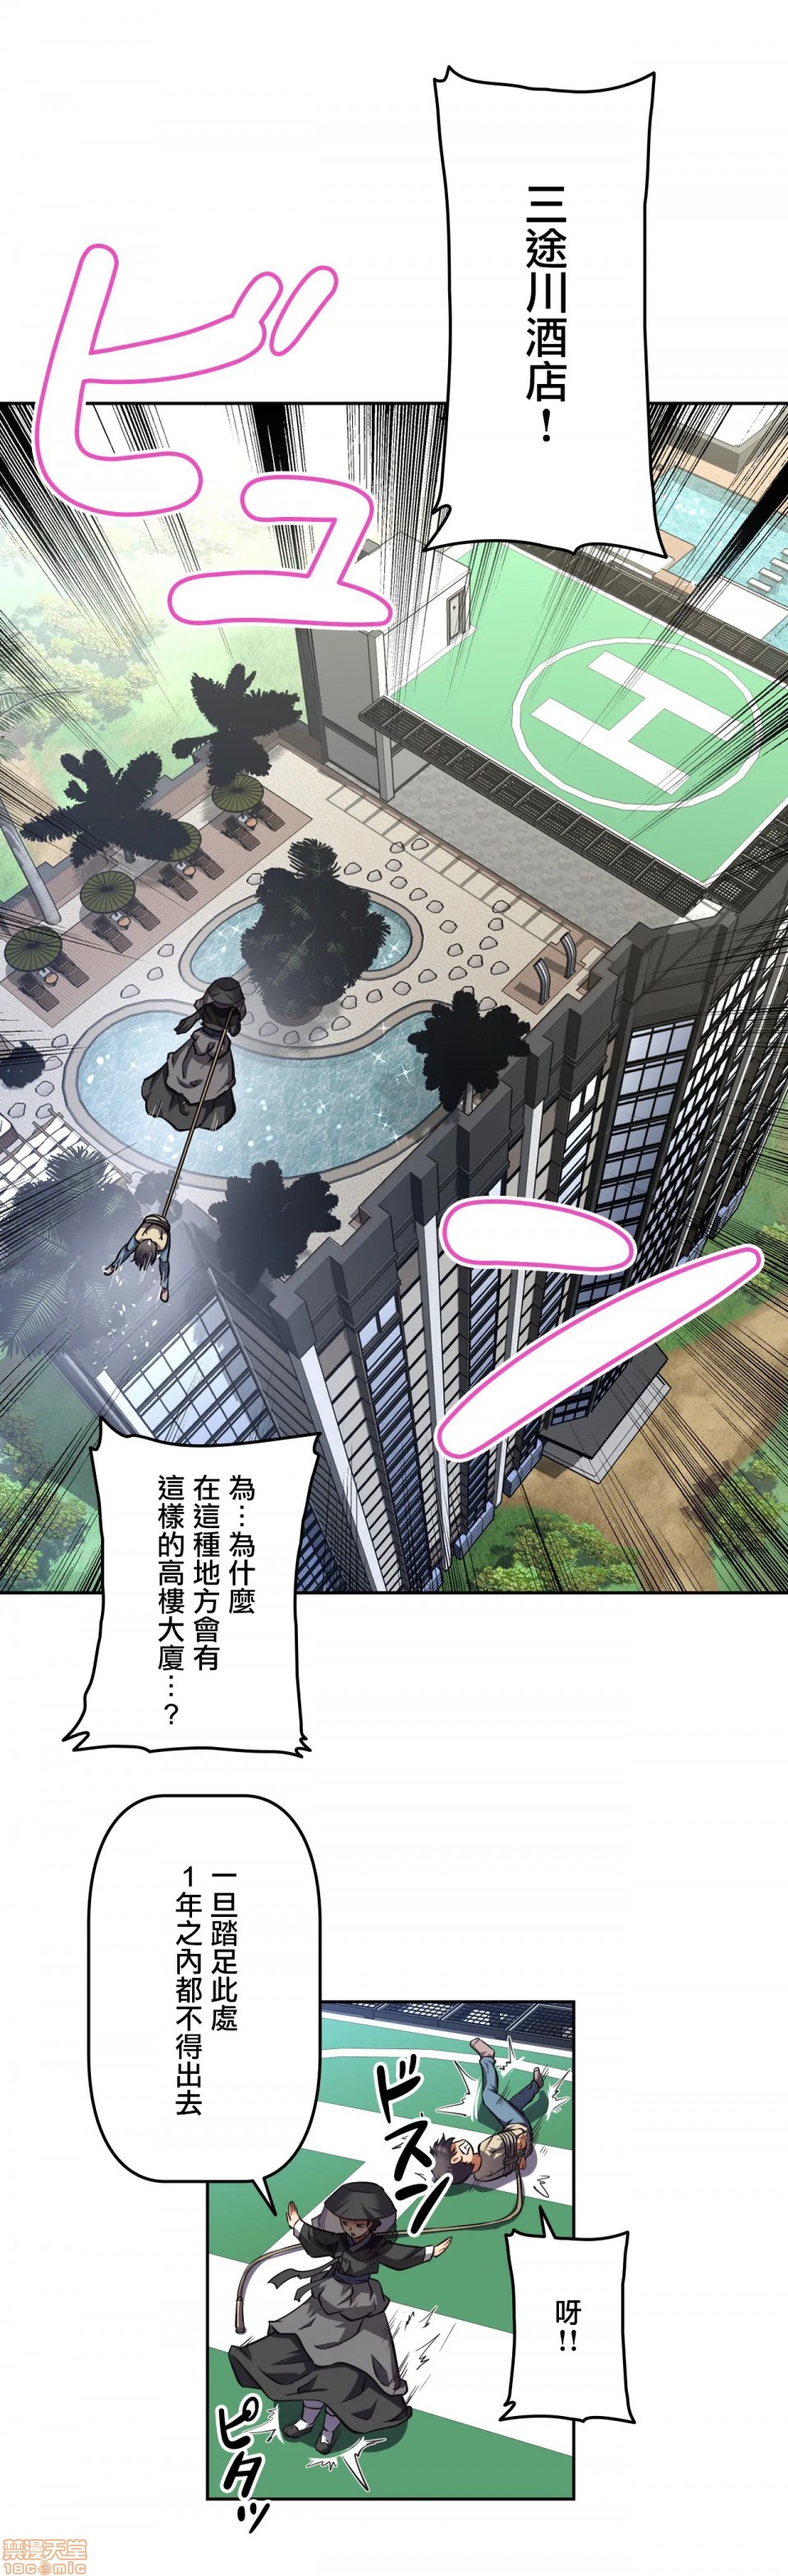 三途川酒店！
ビュ
ーン
為…為什麼
在這種地方會有
這樣的高樓大廈…？
一旦踏足此處
1年之內都不得出去
ドスン
呀!!
ピタッ
禁漫天堂
18comic